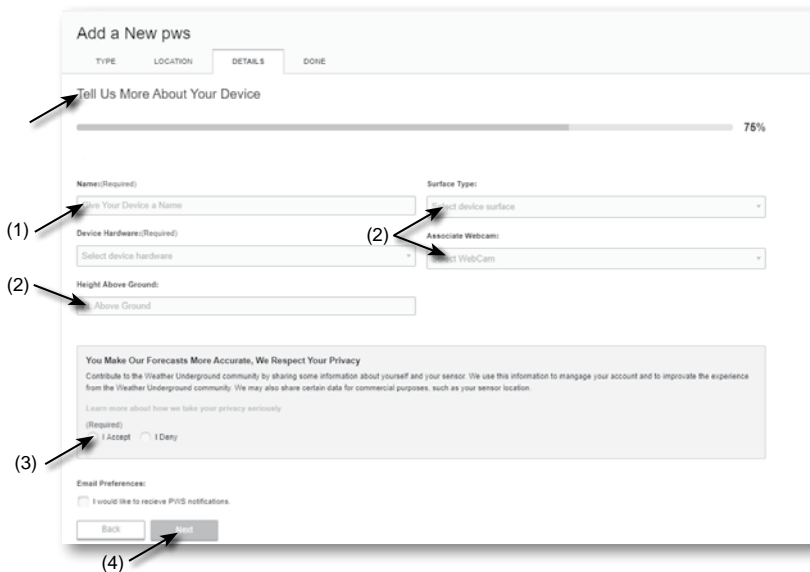 Add a New pws
TYPE LOCATION DETAILS DONE
Tell Us More About Your Device
75%
Name:(Required)
Give Your Device a Name
Surface Type:
Select device surface
(1)
(2)
Device Hardware:(Required)
Select device hardware
Associate Webcam:
Select WebCam
(2)
Height Above Ground:
Above Ground
You Make Our Forecasts More Accurate, We Respect Your Privacy
Contribute to the Weather Underground community by sharing some information about yourself and your sensor. We use this information to mangage your account and to improvate the experience
from the Weather Underground community. We may also share certain data for commercial purposes, such as your sensor location.
Learn more about how we take your privacy seriously
(Required)
I Accept I Deny
(3)
Email Preferences:
I would like to recieve PWS notifications.
Back Next
(4)